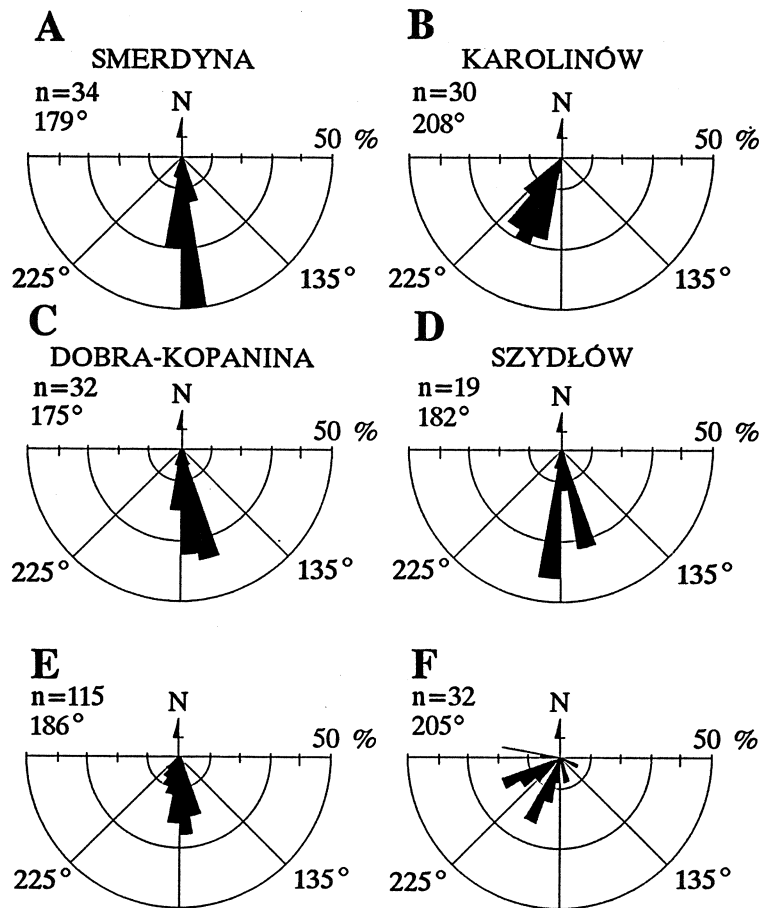 A
SMERDYNA
n=34
179°
N
50 %
225°
135°
B
KAROLINÓW
n=30
208°
N
50 %
225°
135°
C
DOBRA-KOPANINA
n=32
175°
N
50 %
225°
135°
D
SZYDŁÓW
n=19
182°
N
50 %
225°
135°
E
n=115
186°
N
50 %
225°
135°
F
n=32
205°
N
50 %
225°
135°